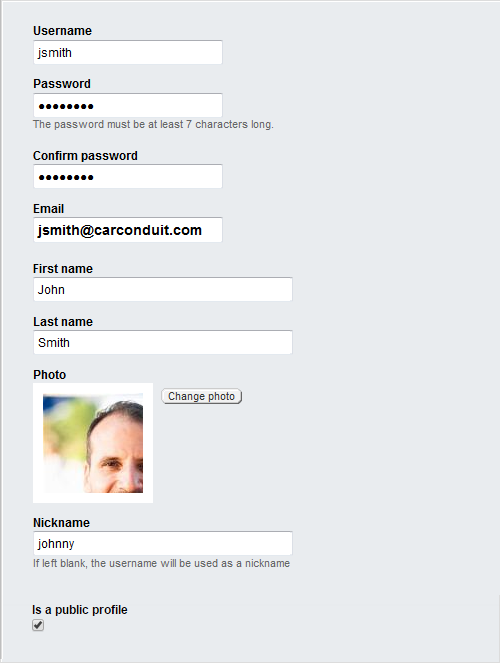 Username
jsmith
Password
••••••••
The password must be at least 7 characters long.
Confirm password
••••••••
Email
jsmith@carconduit.com
First name
John
Last name
Smith
Photo
Change photo
Nickname
johnny
If left blank, the username will be used as a nickname
Is a public profile